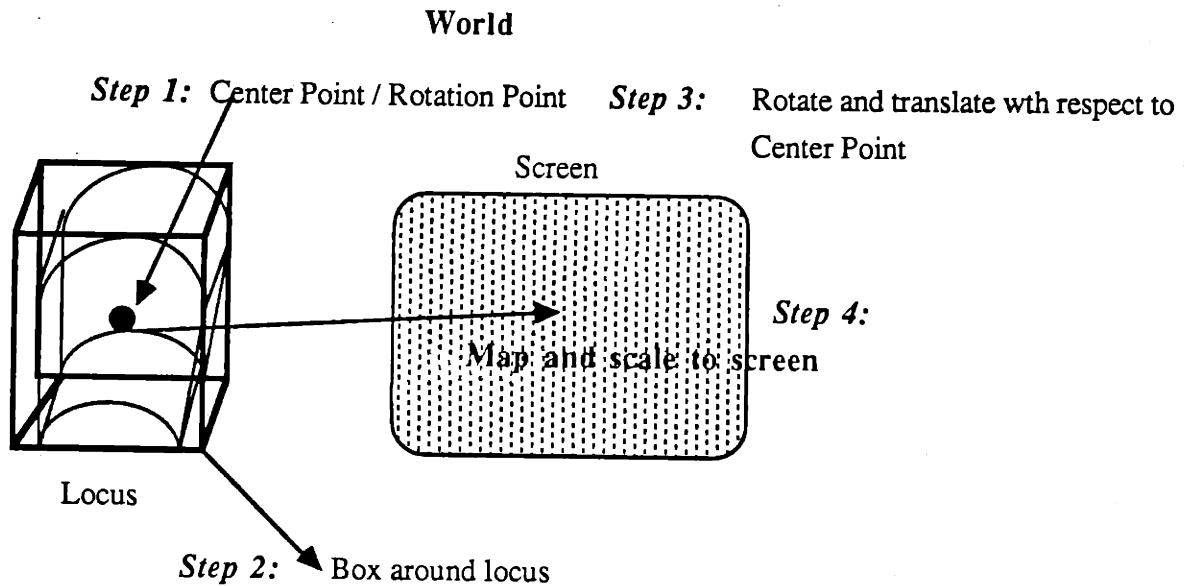 World
Step 1: Center Point / Rotation Point
Step 3: Rotate and translate wth respect to
Center Point
Screen
Step 4:
Map and scale to screen
Locus
Step 2: Box around locus